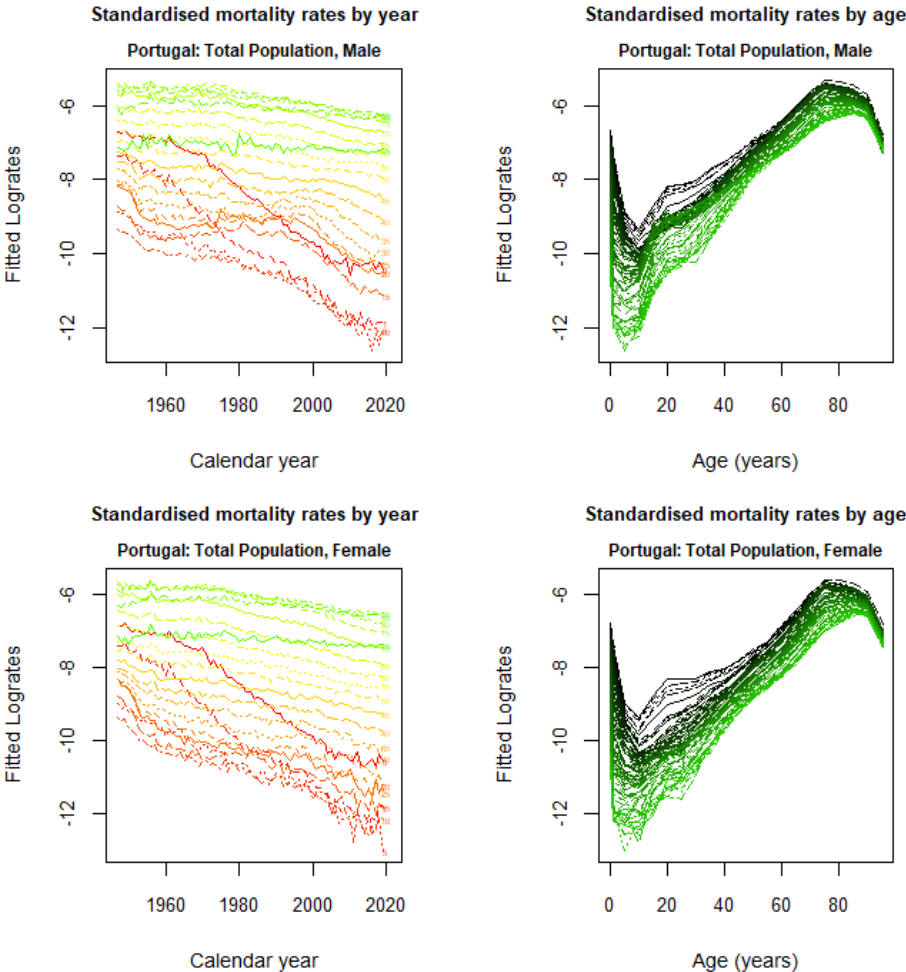 Standardised mortality rates by year
Portugal: Total Population, Male
Fitted Logrates
-6
-8
-10
-12
1960 1980 2000 2020
Calendar year
Standardised mortality rates by age
Portugal: Total Population, Male
Fitted Logrates
-6
-8
-10
-12
0 20 40 60 80
Age (years)
Standardised mortality rates by year
Portugal: Total Population, Female
Fitted Logrates
-6
-8
-10
-12
1960 1980 2000 2020
Calendar year
Standardised mortality rates by age
Portugal: Total Population, Female
Fitted Logrates
-6
-8
-10
-12
0 20 40 60 80
Age (years)